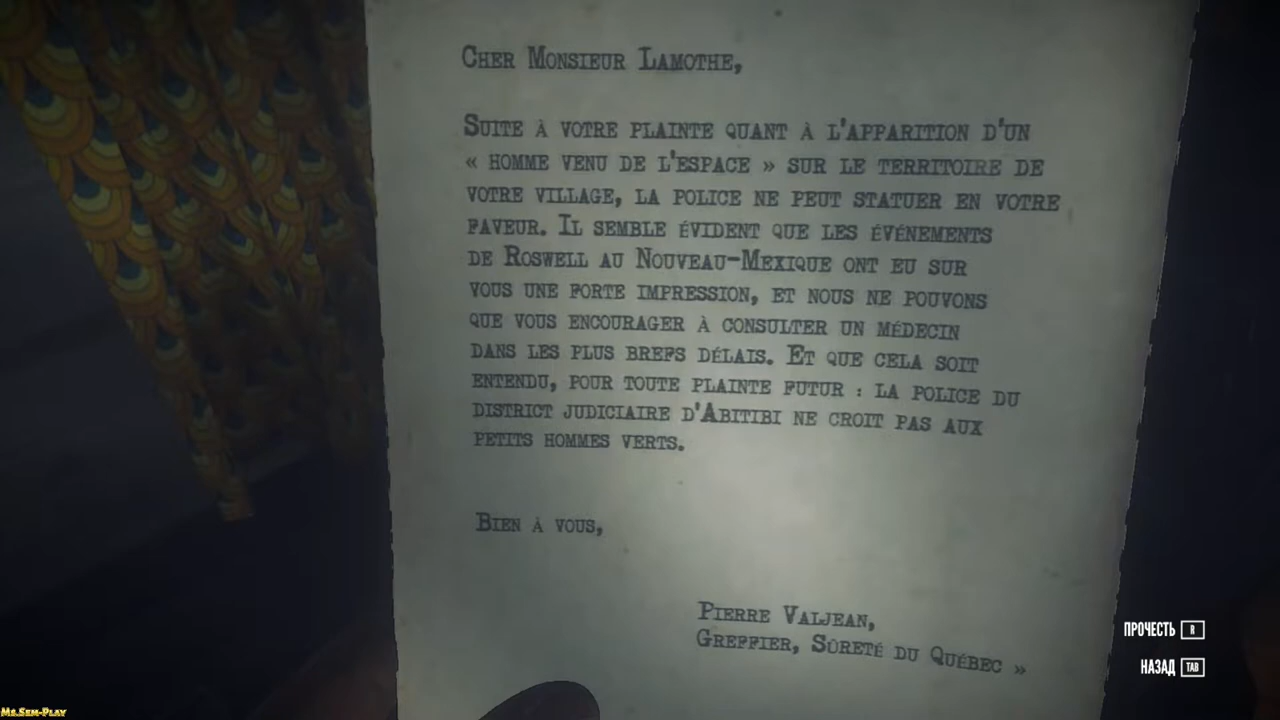 Cher Monsieur Lamothe,
Suite à votre plainte quant à l'apparition d'un
« homme venu de l'espace » sur le territoire de
votre village, la police ne peut statuer en votre
faveur. Il semble évident que les événements
de Roswell au Nouveau-Mexique ont eu sur
vous une forte impression, et nous ne pouvons
que vous encourager à consulter un médecin
dans les plus brefs délais. Et que cela soit
entendu, pour toute plainte futur : la police du
district judiciaire d'Abitibi ne croit pas aux
petits hommes verts.
Bien à vous,
Pierre Valjean,
Greffier, Sûreté du Québec »
ПРОЧЕСТЬ R
НАЗАД TAB
Ms.Sem-Play